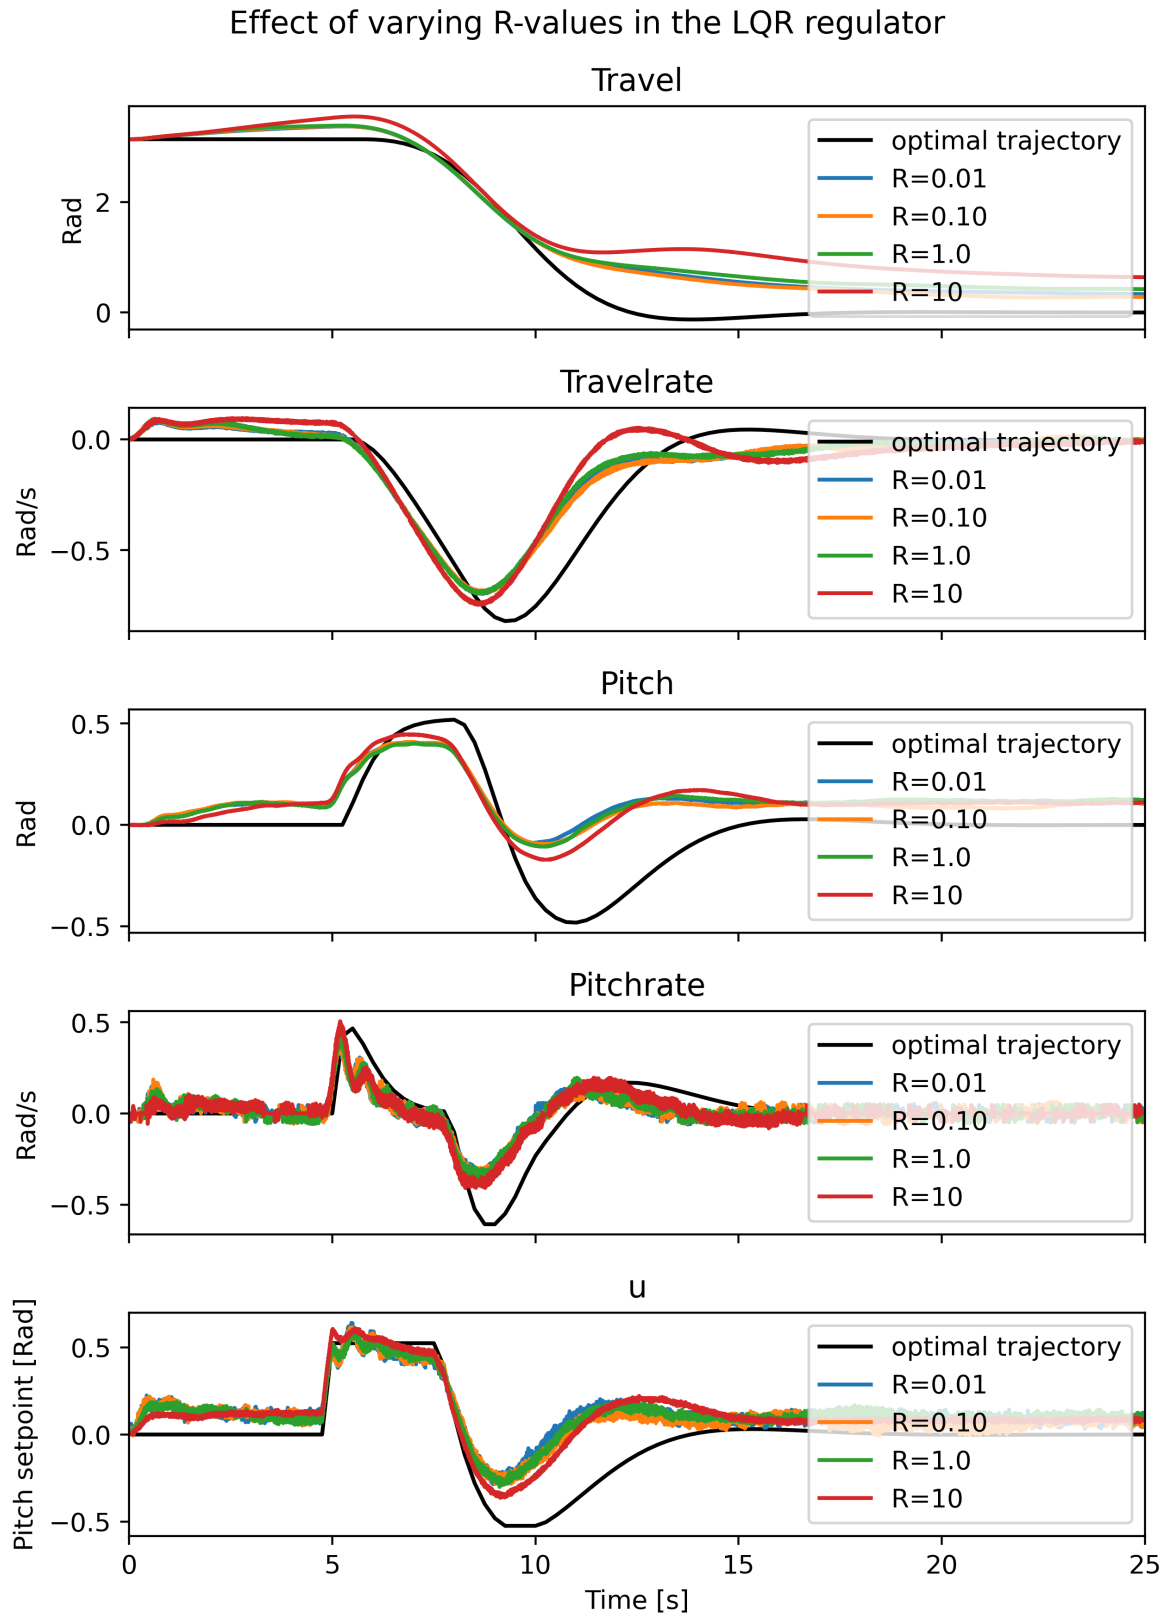 Effect of varying R-values in the LQR regulator
Travel
Rad
2
0
optimal trajectory
R=0.01
R=0.10
R=1.0
R=10
Travelrate
Rad/s
0.0
−0.5
optimal trajectory
R=0.01
R=0.10
R=1.0
R=10
Pitch
Rad
0.5
0.0
−0.5
optimal trajectory
R=0.01
R=0.10
R=1.0
R=10
Pitchrate
Rad/s
0.5
0.0
−0.5
optimal trajectory
R=0.01
R=0.10
R=1.0
R=10
u
Pitch setpoint [Rad]
0.5
0.0
−0.5
optimal trajectory
R=0.01
R=0.10
R=1.0
R=10
0 5 10 15 20 25
Time [s]